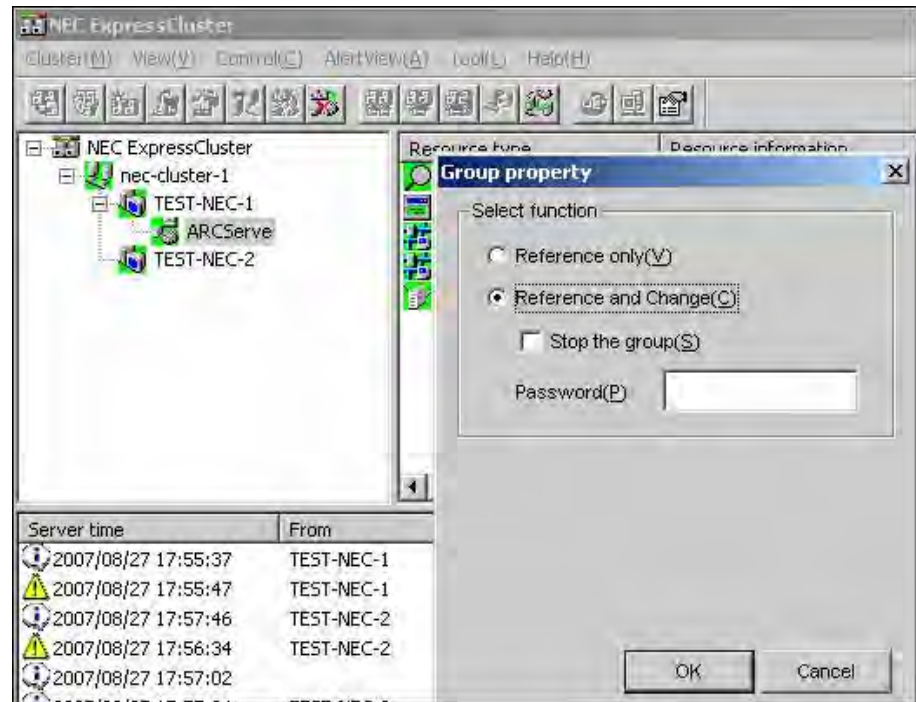 NEC ExpressCluster
Cluster(M) View(V) Control(C) AlertView(A) Tool(L) Help(H)
NEC ExpressCluster
nec-cluster-1
TEST-NEC-1
ARCServe
TEST-NEC-2
Resource type Resource information
Group property
Select function
Reference only(V)
Reference and Change(C)
Stop the group(S)
Password(P)
OK Cancel
Server time From
2007/08/27 17:55:37 TEST-NEC-1
2007/08/27 17:55:47 TEST-NEC-1
2007/08/27 17:57:46 TEST-NEC-2
2007/08/27 17:56:34 TEST-NEC-2
2007/08/27 17:57:02